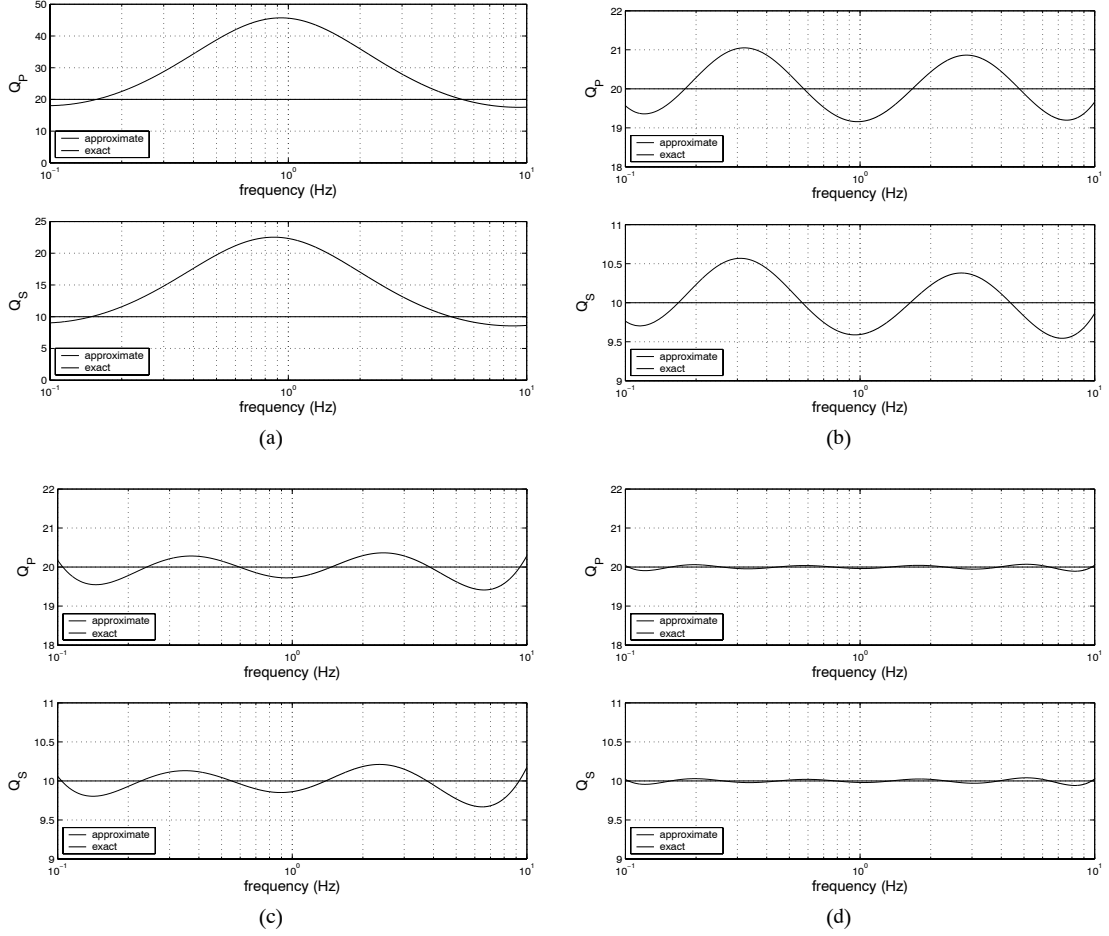 50
40
30
20
10
0
Q_P
approximate
exact
10^−1
10^0
10^1
frequency (Hz)
25
20
15
10
5
0
Q_S
approximate
exact
10^−1
10^0
10^1
frequency (Hz)
(a)
22
21
20
19
18
Q_P
approximate
exact
10^−1
10^0
10^1
frequency (Hz)
11
10.5
10
9.5
9
Q_S
approximate
exact
10^−1
10^0
10^1
frequency (Hz)
(b)
22
21
20
19
18
Q_P
approximate
exact
10^−1
10^0
10^1
frequency (Hz)
11
10.5
10
9.5
9
Q_S
approximate
exact
10^−1
10^0
10^1
frequency (Hz)
(c)
22
21
20
19
18
Q_P
approximate
exact
10^−1
10^0
10^1
frequency (Hz)
11
10.5
10
9.5
9
Q_S
approximate
exact
10^−1
10^0
10^1
frequency (Hz)
(d)